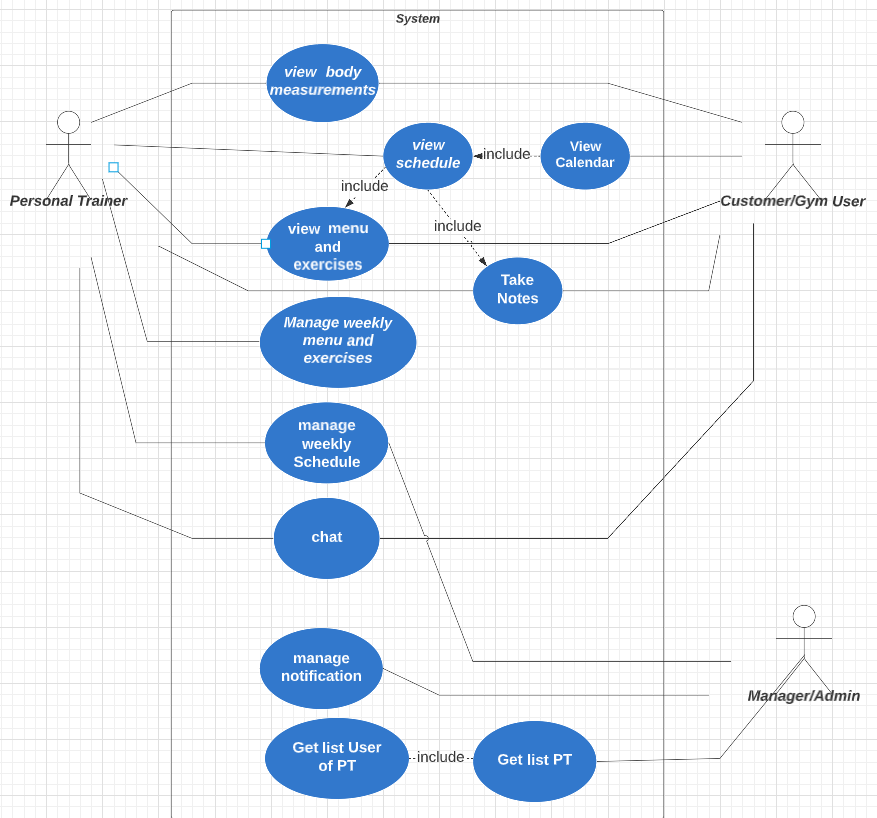 System
view body
measurements
view
schedule
include
View
Calendar
Personal Trainer
include
Customer/Gym User
view menu
and
exercises
include
Take
Notes
Manage weekly
menu and
exercises
manage
weekly
Schedule
chat
manage
notification
Manager/Admin
Get list User
of PT
include
Get list PT